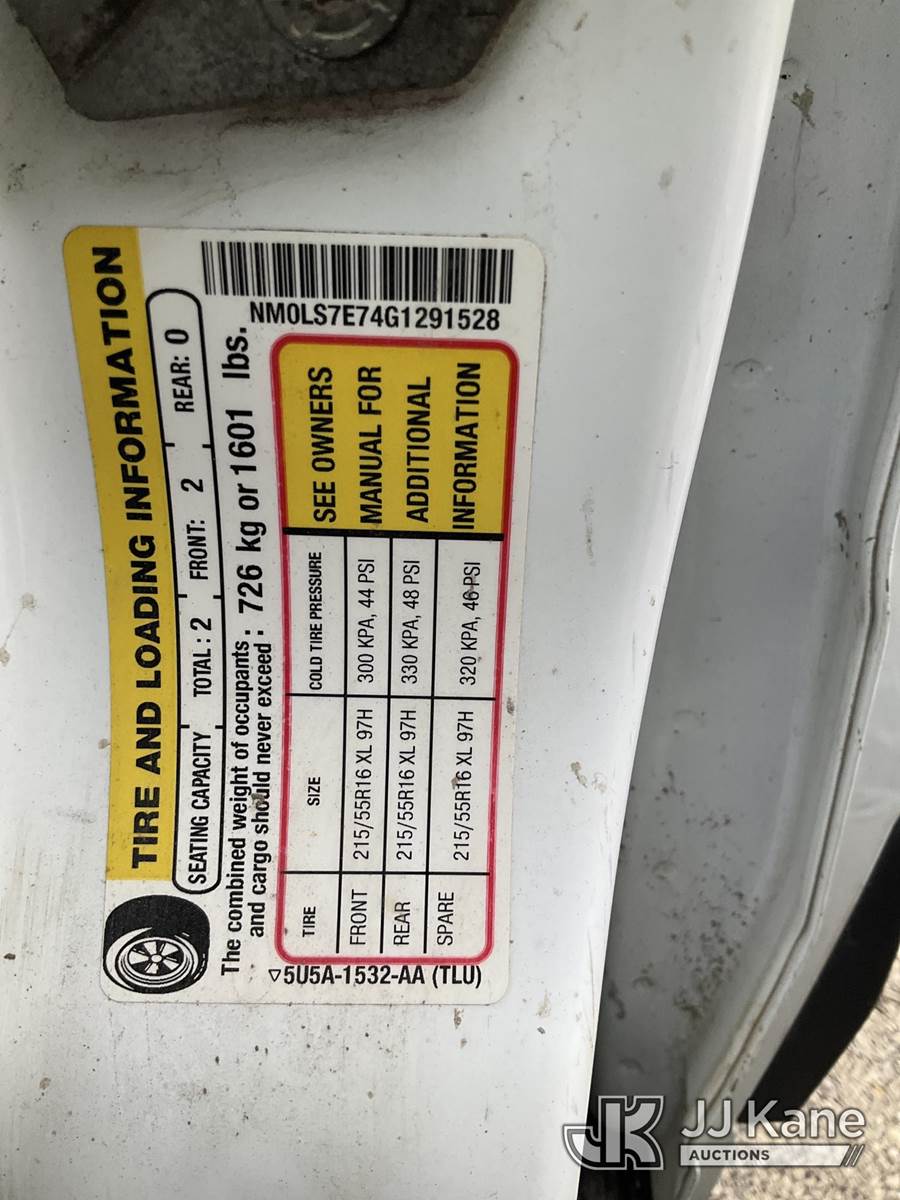 TIRE AND LOADING INFORMATION
SEATING CAPACITY TOTAL : 2 FRONT: 2 REAR: 0
The combined weight of occupants
and cargo should never exceed : 726 kg or 1601 lbs.
TIRE SIZE COLD TIRE PRESSURE
FRONT 215/55R16 XL 97H 300 KPA, 44 PSI
REAR 215/55R16 XL 97H 330 KPA, 48 PSI
SPARE 215/55R16 XL 97H 320 KPA, 46 PSI
SEE OWNERS
MANUAL FOR
ADDITIONAL
INFORMATION
5U5A-1532-AA (TLU)
NM0LS7E74G1291528
JK JJ Kane
AUCTIONS